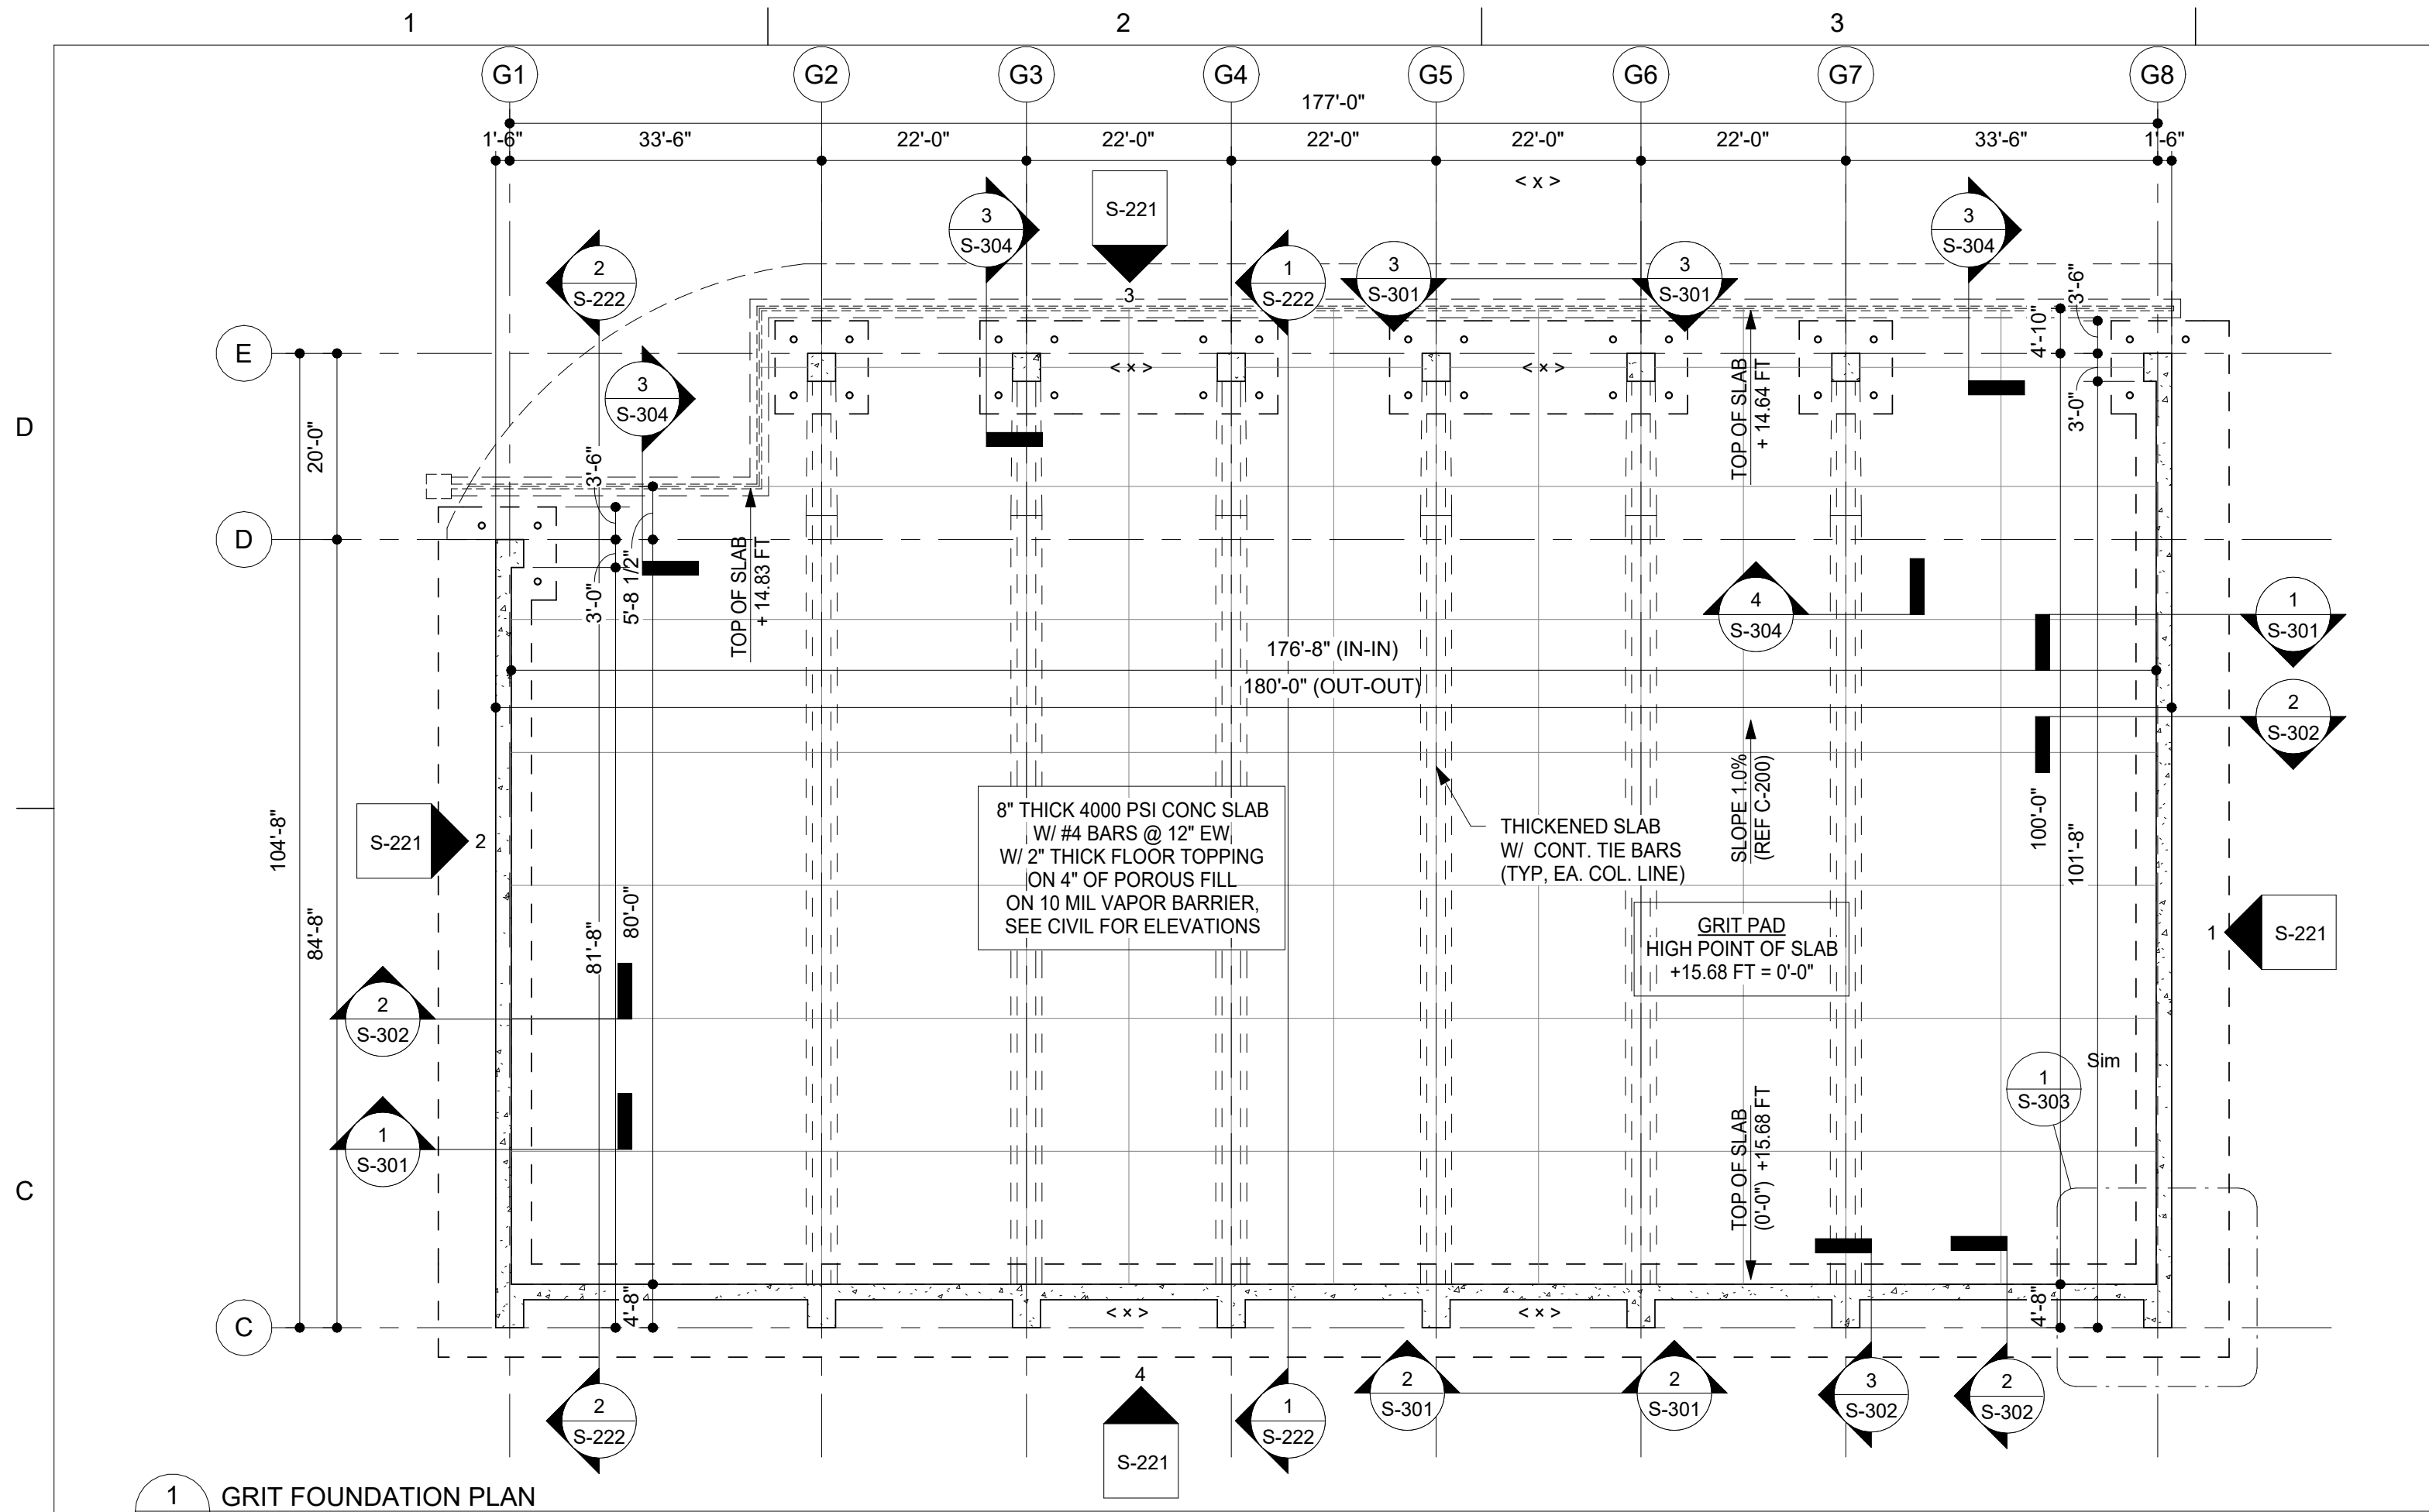 1
2
3
G1
G2
G3
G4
G5
G6
G7
G8
177'-0"
1'-6"
33'-6"
22'-0"
22'-0"
22'-0"
22'-0"
22'-0"
33'-6"
1'-6"
< x >
3
S-304
S-221
3
3
S-304
2
S-222
1
S-222
3
S-301
3
S-301
3'-6"
4'-10"
3'-0"
E
< x >
< x >
3
S-304
TOP OF SLAB
+ 14.64 FT
D
20'-0"
3'-6"
D
3'-0"
5'-8 1/2"
TOP OF SLAB
+ 14.83 FT
4
S-304
1
S-301
176'-8" (IN-IN)
180'-0" (OUT-OUT)
2
S-302
SLOPE 1.0%
(REF C-200)
100'-0"
101'-8"
8" THICK 4000 PSI CONC SLAB
W/ #4 BARS @ 12" EW
W/ 2" THICK FLOOR TOPPING
ON 4" OF POROUS FILL
ON 10 MIL VAPOR BARRIER,
SEE CIVIL FOR ELEVATIONS
THICKENED SLAB
W/ CONT. TIE BARS
(TYP, EA. COL. LINE)
104'-8"
84'-8"
S-221
2
81'-8"
80'-0"
GRIT PAD
HIGH POINT OF SLAB
+15.68 FT = 0'-0"
1
S-221
2
S-302
1
S-301
1
S-303
Sim
TOP OF SLAB
(0'-0") +15.68 FT
C
C
4'-8"
< x >
< x >
4'-8"
2
S-222
4
S-221
1
S-222
2
S-301
2
S-301
3
S-302
2
S-302
1
GRIT FOUNDATION PLAN